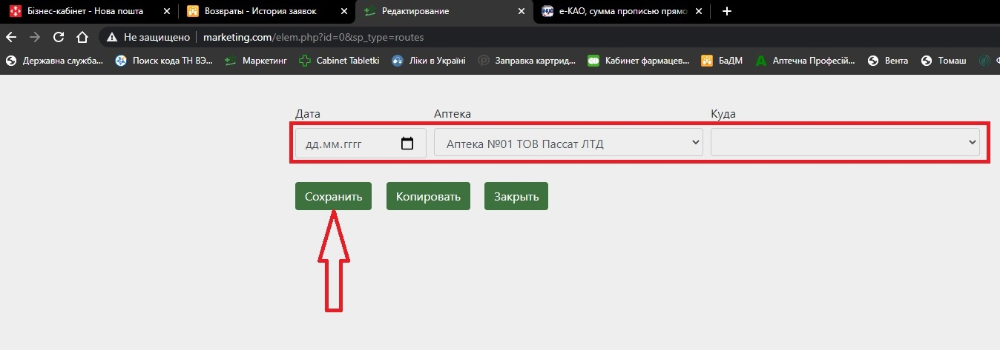 Бізнес-кабінет - Нова пошта
Возвраты - История заявок
Редактирование
е-КАО, сумма прописью прямо
Не защищено
marketing.com/elem.php?id=0&sp_type=routes
Державна служба...
Поиск кода ТН ВЭ...
Маркетинг
Cabinet Tabletki
Ліки в Україні
Заправка картрид...
Кабинет фармацев...
БаДМ
Аптечна Професій...
Вента
Томаш
Дата
Аптека
Куда
дд.мм.гггг
Аптека №01 ТОВ Пассат ЛТД
Сохранить
Копировать
Закрыть